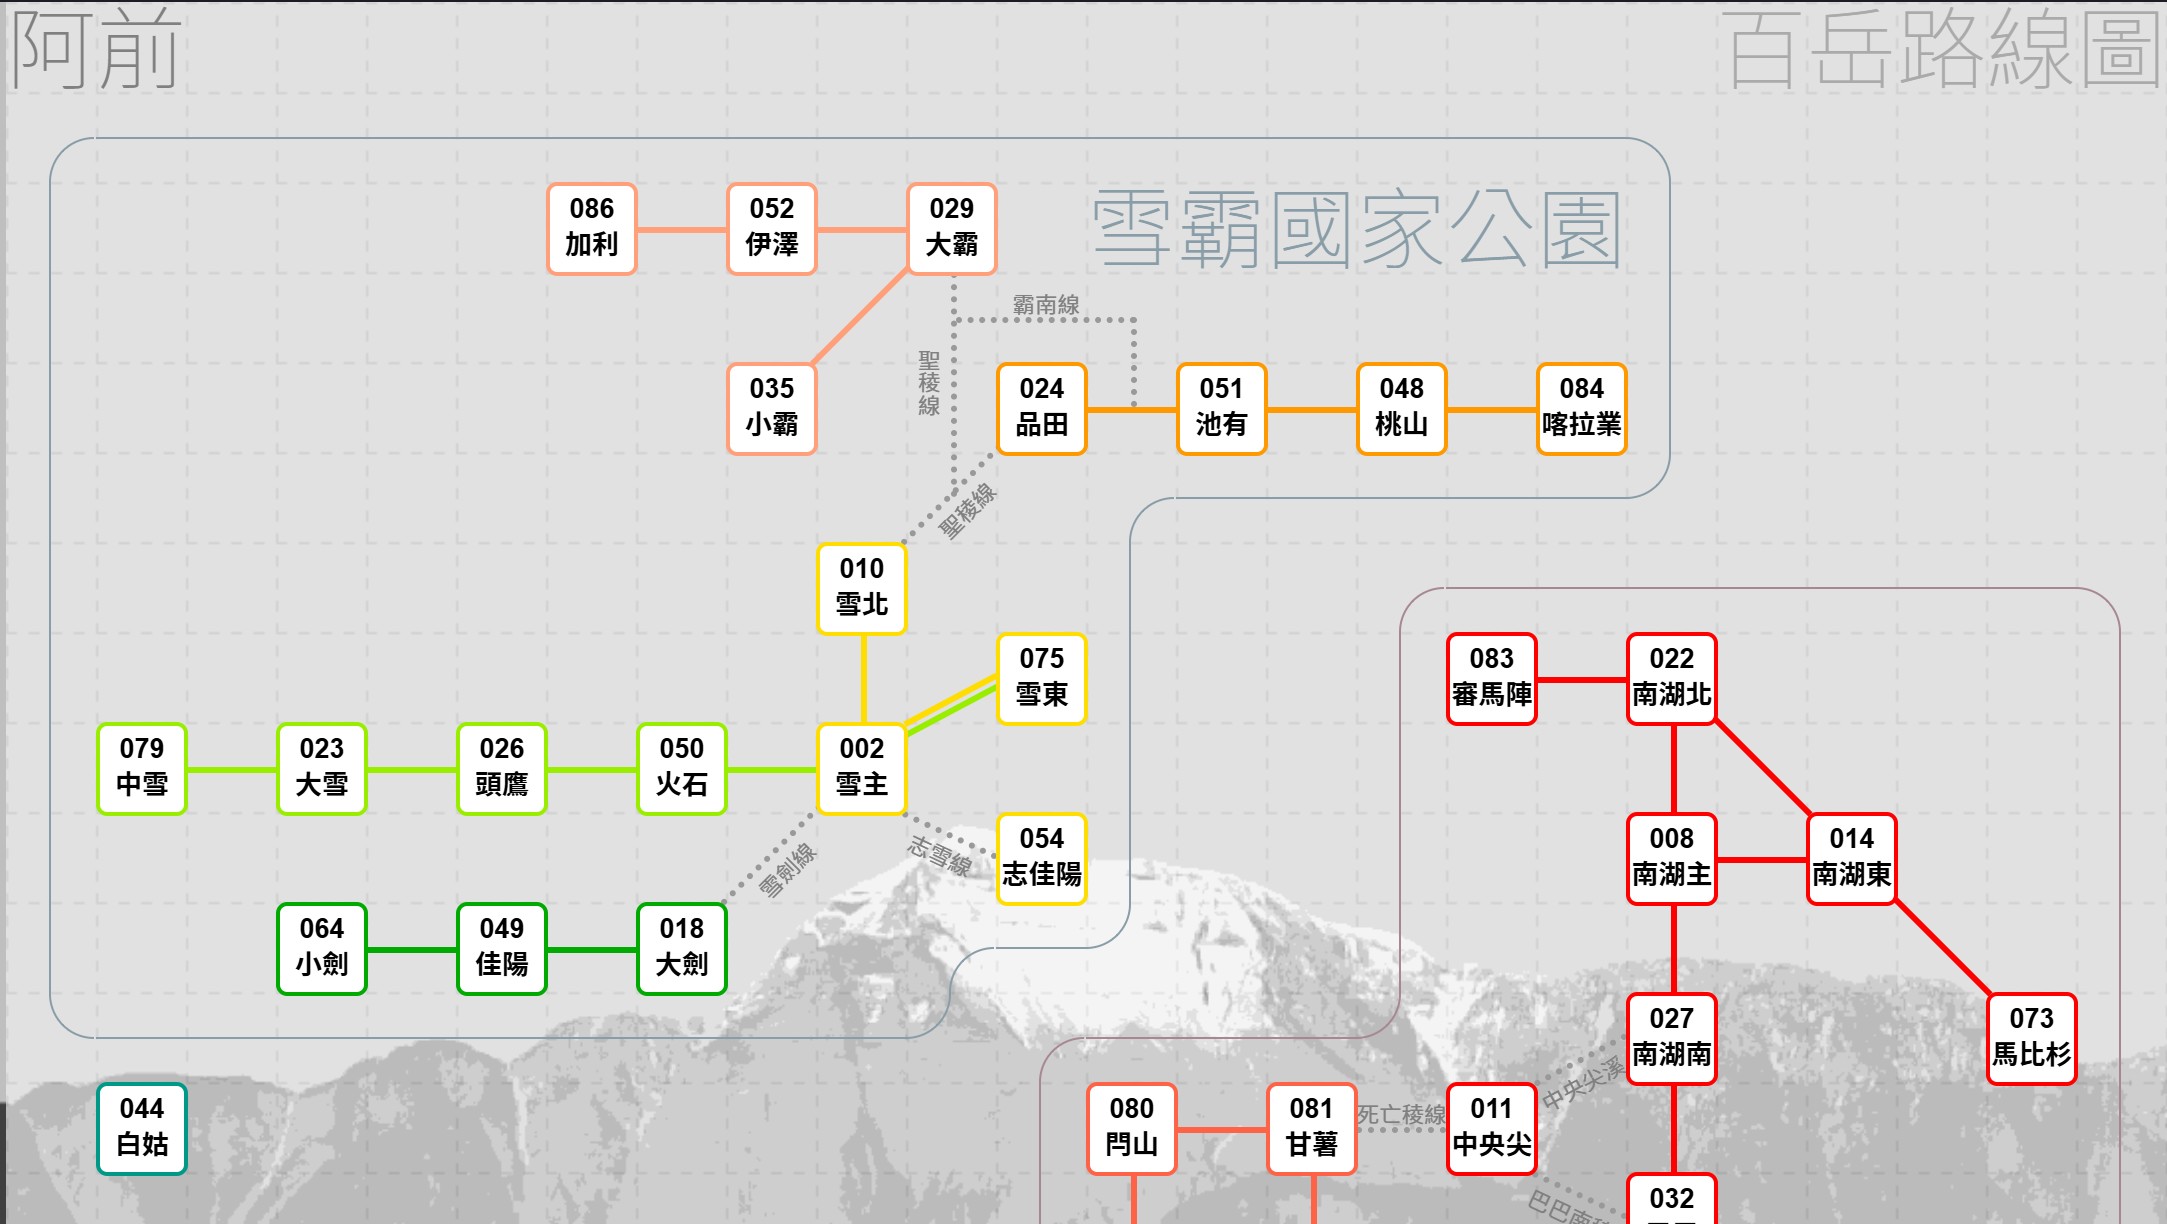 阿前
百岳路線圖
雪霸國家公園
086
加利
052
伊澤
029
大霸
霸南線
聖稜線
035
小霸
024
品田
051
池有
048
桃山
084
喀拉業
聖稜線
010
雪北
075
雪東
083
審馬陣
022
南湖北
079
中雪
023
大雪
026
頭鷹
050
火石
002
雪主
雪劍線
志雪線
054
志佳陽
008
南湖主
014
南湖東
064
小劍
049
佳陽
018
大劍
027
南湖南
073
馬比杉
044
白姑
080
閂山
081
甘薯
死亡稜線
011
中央尖
中央尖溪
巴巴南稜
032